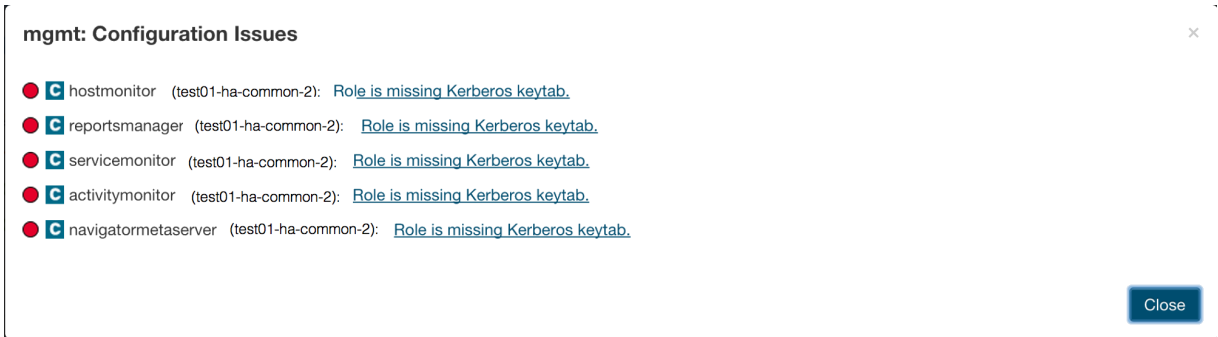 mgmt: Configuration Issues ×
C hostmonitor (test01-ha-common-2): Role is missing Kerberos keytab.
C reportsmanager (test01-ha-common-2): Role is missing Kerberos keytab.
C servicemonitor (test01-ha-common-2): Role is missing Kerberos keytab.
C activitymonitor (test01-ha-common-2): Role is missing Kerberos keytab.
C navigatormetaserver (test01-ha-common-2): Role is missing Kerberos keytab.
Close